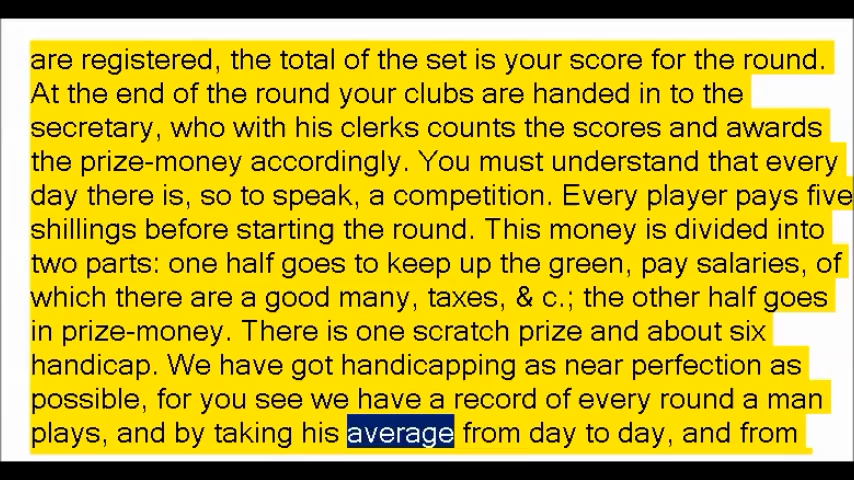 are registered, the total of the set is your score for the round.
At the end of the round your clubs are handed in to the
secretary, who with his clerks counts the scores and awards
the prize-money accordingly. You must understand that every
day there is, so to speak, a competition. Every player pays five
shillings before starting the round. This money is divided into
two parts: one half goes to keep up the green, pay salaries, of
which there are a good many, taxes, & c.; the other half goes
in prize-money. There is one scratch prize and about six
handicap. We have got handicapping as near perfection as
possible, for you see we have a record of every round a man
plays, and by taking his average from day to day, and from